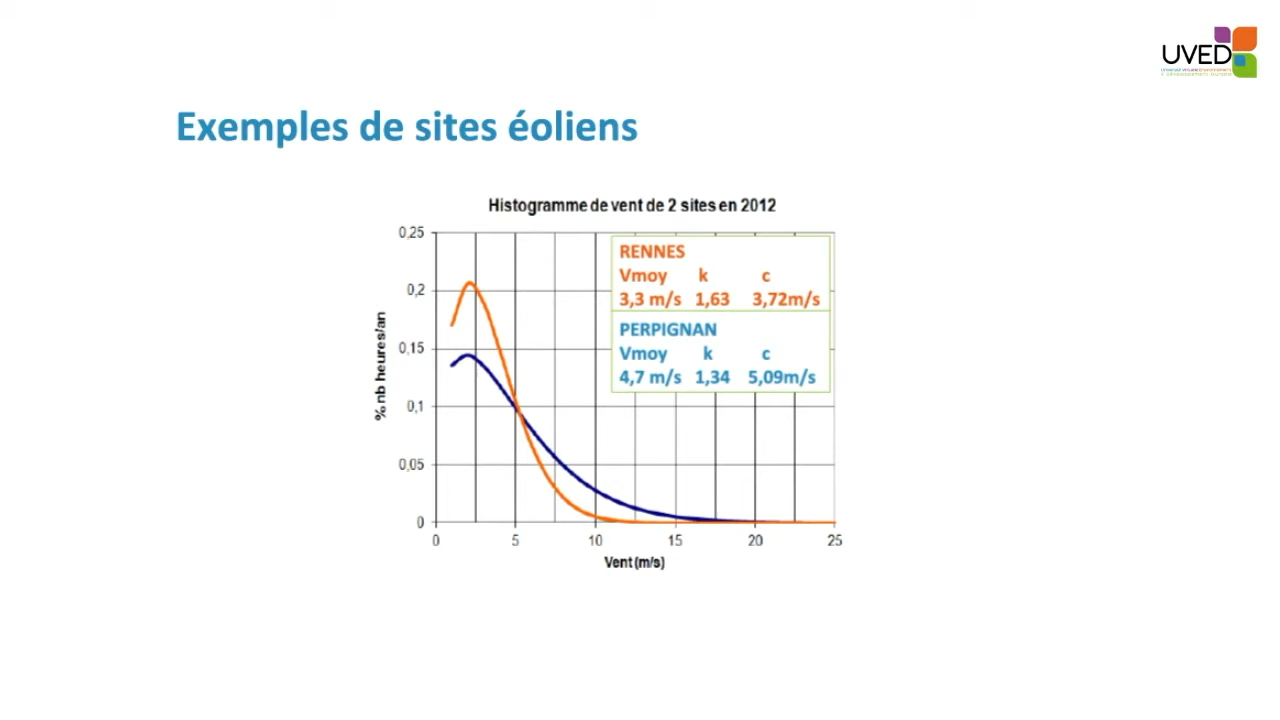 UVED
Exemples de sites éoliens
Histogramme de vent de 2 sites en 2012
% nb heures/an
0,25
0,2
0,15
0,1
0,05
0
RENNES
Vmoy k c
3,3 m/s 1,63 3,72m/s
PERPIGNAN
Vmoy k c
4,7 m/s 1,34 5,09m/s
0 5 10 15 20 25
Vent (m/s)